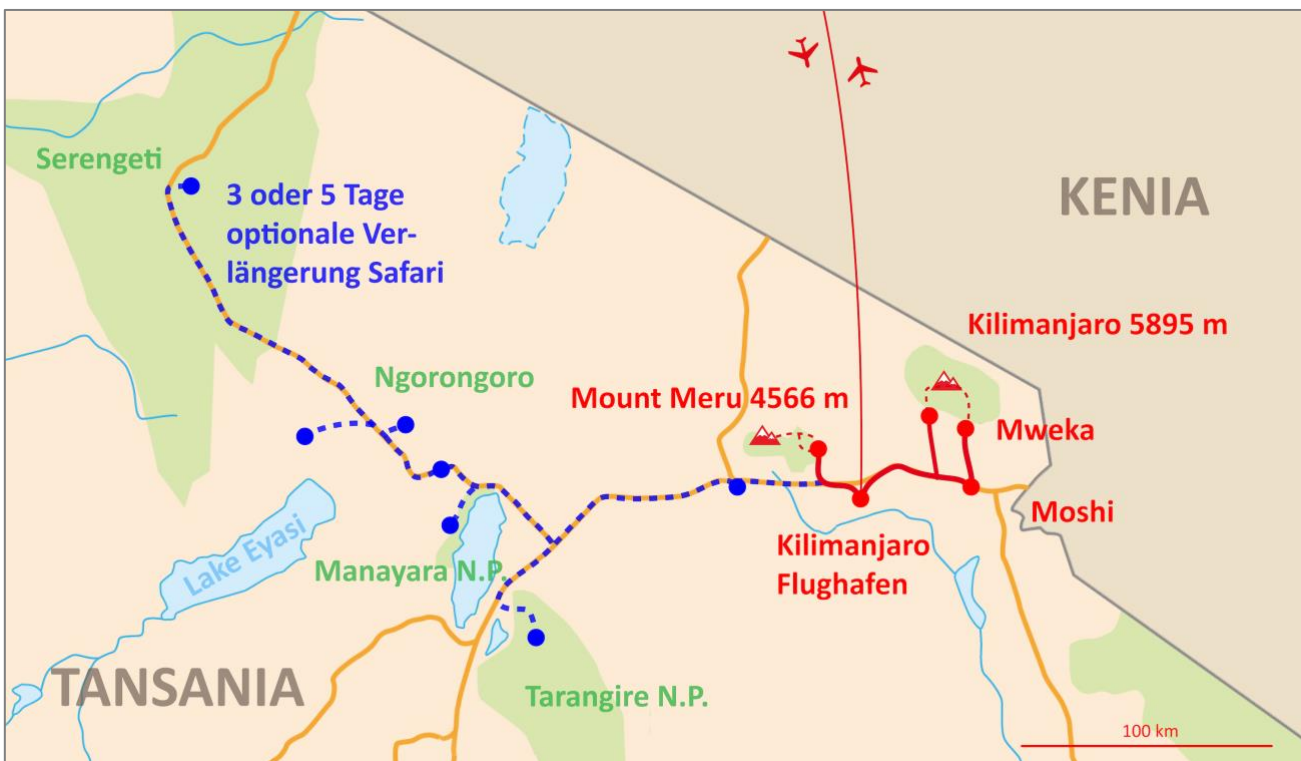 Serengeti
3 oder 5 Tage
optionale Ver-
längerung Safari
KENIA
Kilimanjaro 5895 m
Ngorongoro
Mount Meru 4566 m
Mweka
Moshi
Kilimanjaro
Flughafen
Lake Eyasi
Manayara N.P.
TANSANIA
Tarangire N.P.
100 km